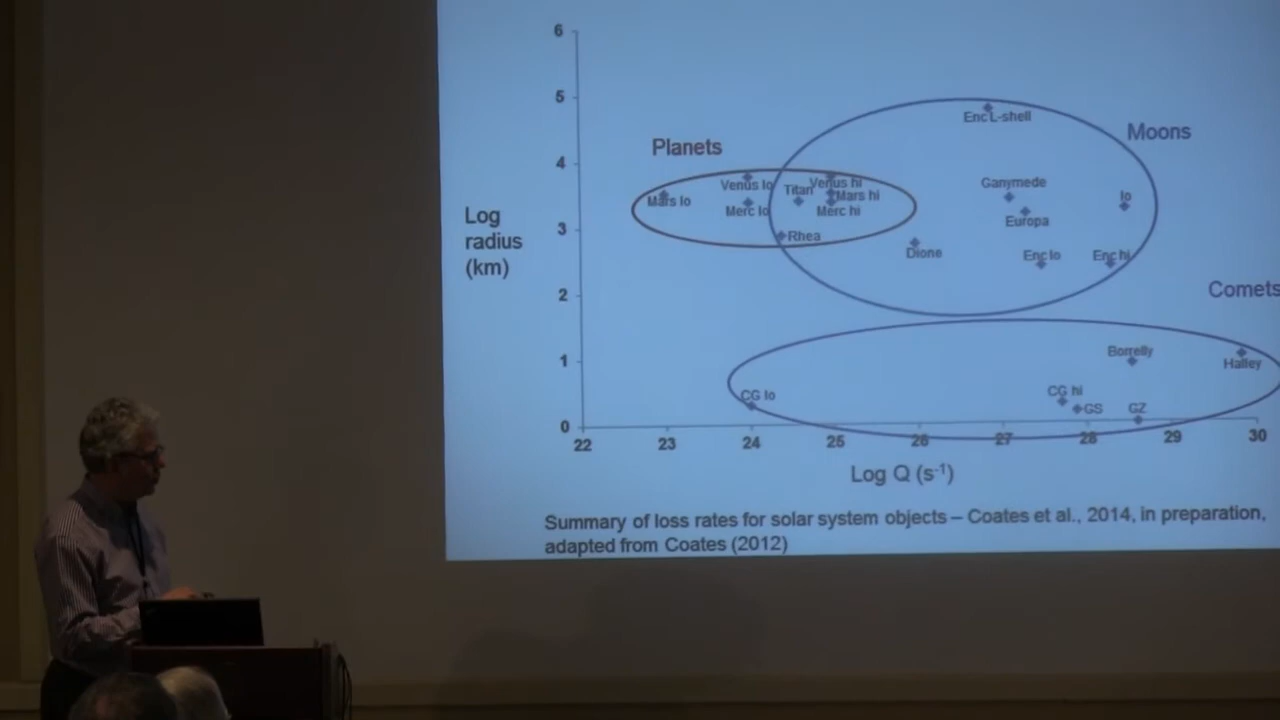 6
5
Enc L-shell
Moons
Planets
4
Venus lo
Titan
Venus hi
Ganymede
Mars lo
Mars hi
Io
Log
radius
(km)
Merc lo
Merc hi
Europa
3
Rhea
Dione
Enc lo
Enc hi
2
Comets
1
Borrelly
Halley
CG lo
CG hi
GS
GZ
0
22 23 24 25 26 27 28 29 30
Log Q (s-1)
Summary of loss rates for solar system objects – Coates et al., 2014, in preparation,
adapted from Coates (2012)